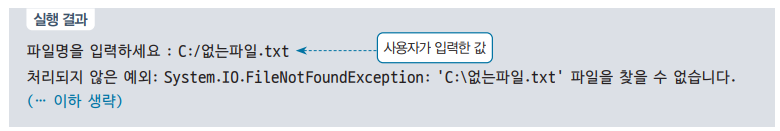 실행 결과
파일명을 입력하세요 : C:/없는파일.txt 사용자가 입력한 값
처리되지 않은 예외: System.IO.FileNotFoundException: 'C:\없는파일.txt' 파일을 찾을 수 없습니다.
(… 이하 생략)